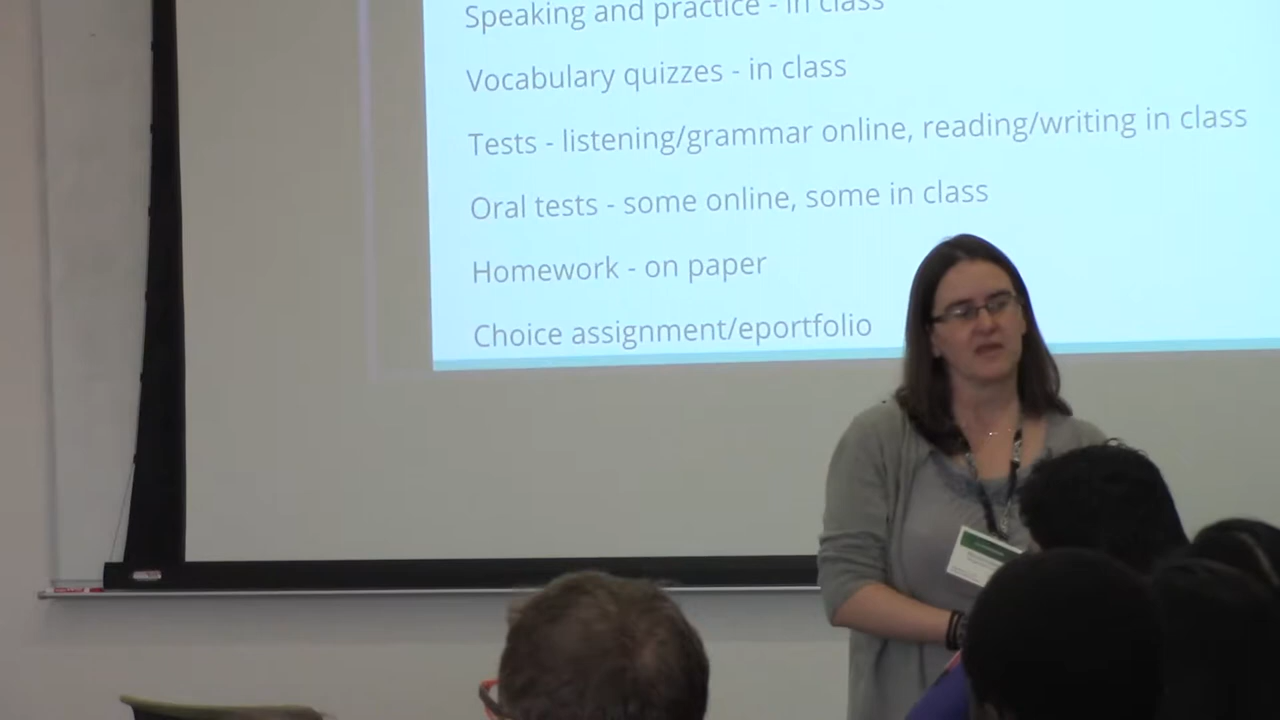 Speaking and practice - in class
Vocabulary quizzes - in class
Tests - listening/grammar online, reading/writing in class
Oral tests - some online, some in class
Homework - on paper
Choice assignment/eportfolio